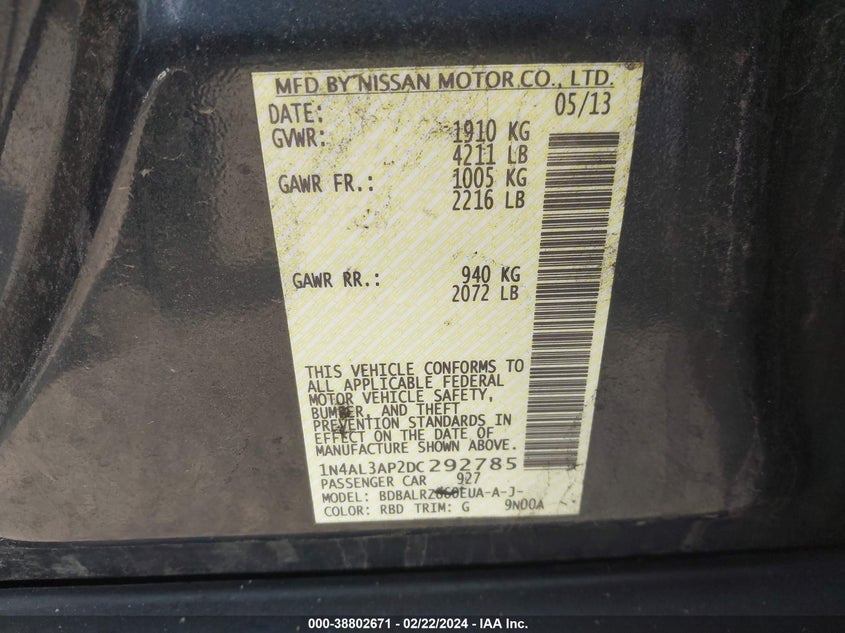 MFD BY NISSAN MOTOR CO., LTD.
DATE: 05/13
GVWR: 1910 KG
4211 LB
GAWR FR.: 1005 KG
2216 LB
GAWR RR.: 940 KG
2072 LB
THIS VEHICLE CONFORMS TO
ALL APPLICABLE FEDERAL
MOTOR VEHICLE SAFETY,
BUMPER, AND THEFT
PREVENTION STANDARDS IN
EFFECT ON THE DATE OF
MANUFACTURE SHOWN ABOVE.
1N4AL3AP2DC292785
PASSENGER CAR 927
MODEL:
COLOR: RBD TRIM: G 9N00A
000-38802671 - 02/22/2024 - IAA Inc.